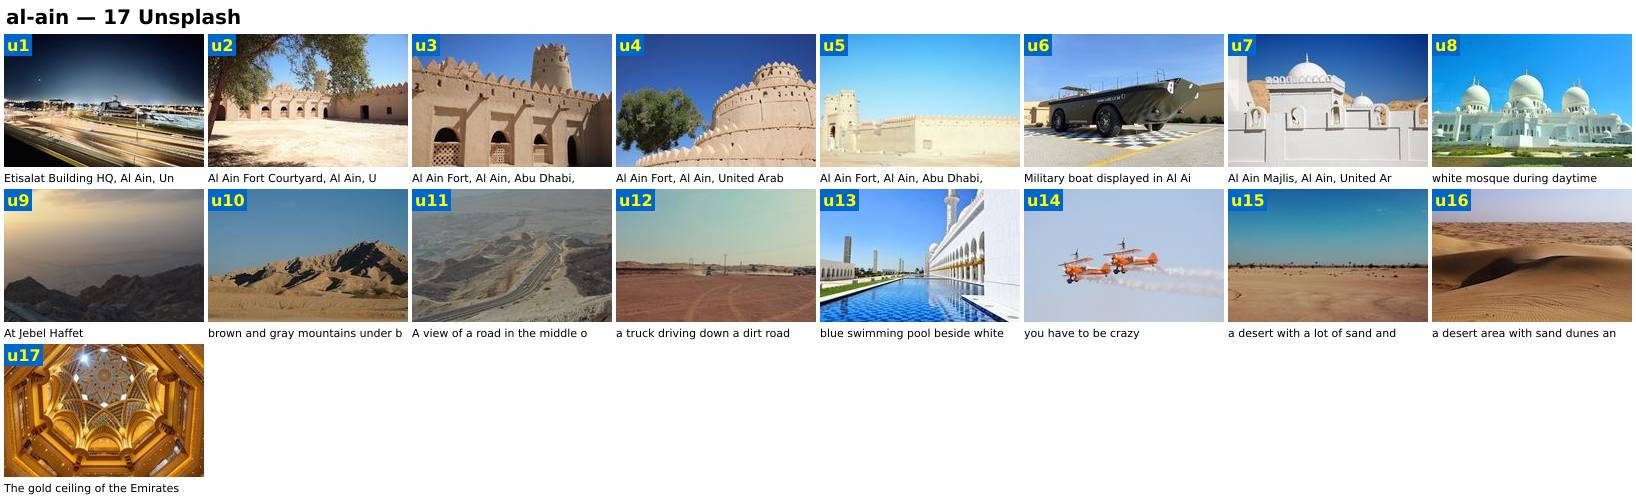 al-ain — 17 Unsplash
u1
u2
u3
u4
u5
u6
u7
u8
Etisalat Building HQ, Al Ain, Un
Al Ain Fort Courtyard, Al Ain, U
Al Ain Fort, Al Ain, Abu Dhabi,
Al Ain Fort, Al Ain, United Arab
Al Ain Fort, Al Ain, Abu Dhabi,
Military boat displayed in Al Ai
Al Ain Majlis, Al Ain, United Ar
white mosque during daytime
u9
u10
u11
u12
u13
u14
u15
u16
At Jebel Haffet
brown and gray mountains under b
A view of a road in the middle o
a truck driving down a dirt road
blue swimming pool beside white
you have to be crazy
a desert with a lot of sand and
a desert area with sand dunes an
u17
The gold ceiling of the Emirates